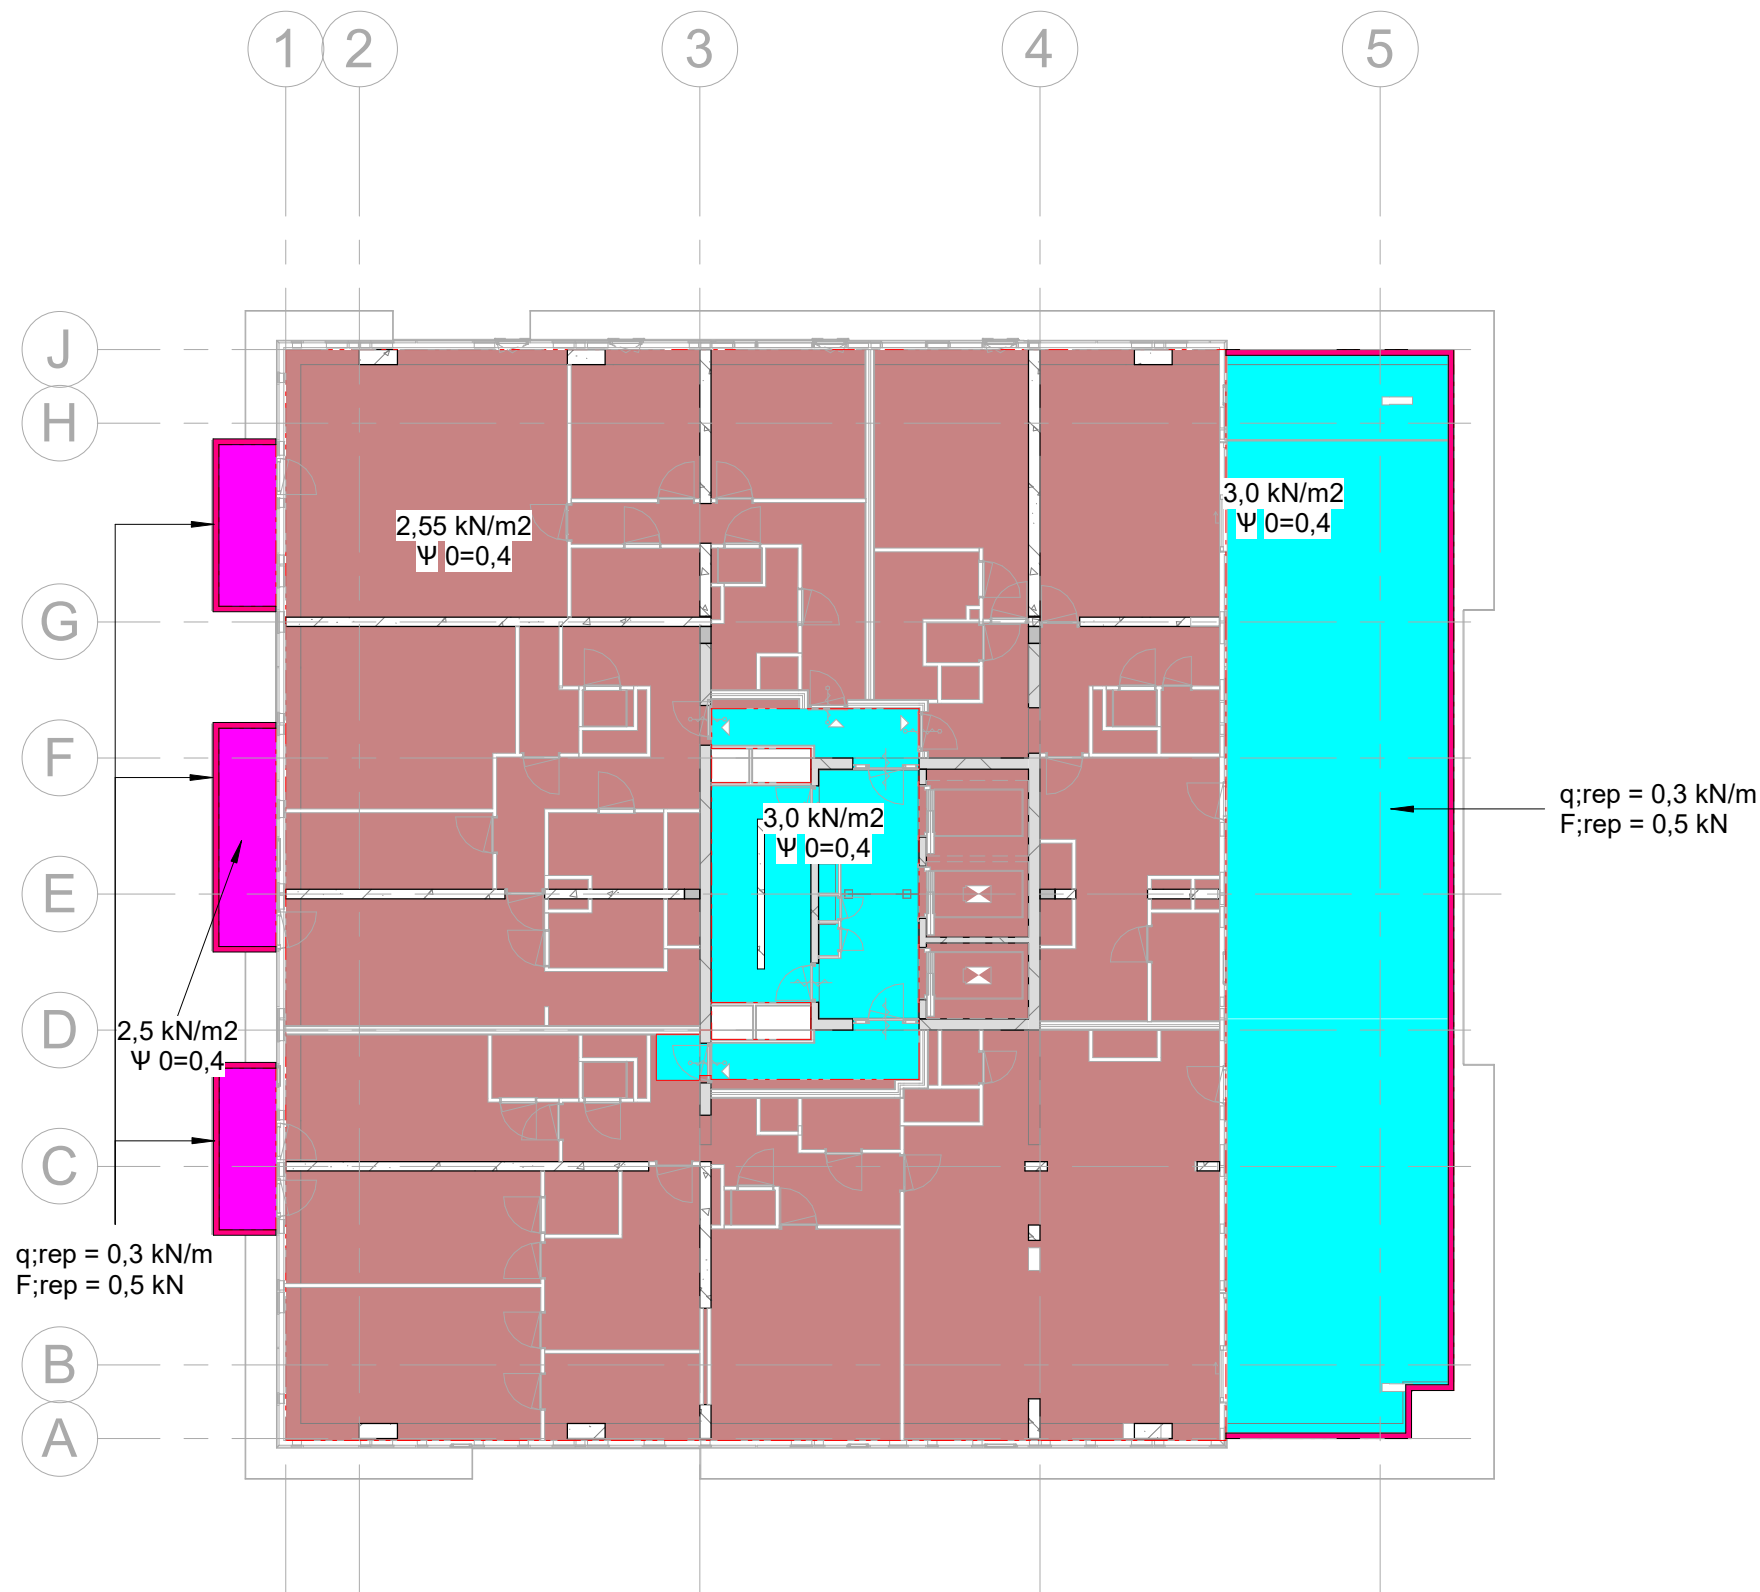 1
2
3
4
5
J
H
G
F
E
D
C
B
A
2,55 kN/m2
Ψ 0=0,4
3,0 kN/m2
Ψ 0=0,4
3,0 kN/m2
Ψ 0=0,4
q;rep = 0,3 kN/m
F;rep = 0,5 kN
2,5 kN/m2
Ψ 0=0,4
q;rep = 0,3 kN/m
F;rep = 0,5 kN